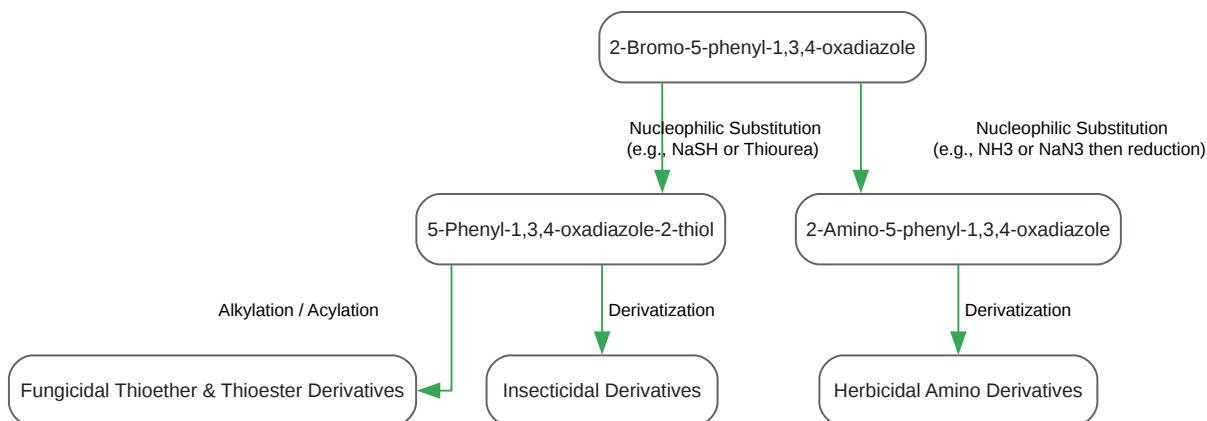 2-Bromo-5-phenyl-1,3,4-oxadiazole
Nucleophilic Substitution
(e.g., NaSH or Thiourea)
Nucleophilic Substitution
(e.g., NH3 or NaN3 then reduction)
5-Phenyl-1,3,4-oxadiazole-2-thiol
2-Amino-5-phenyl-1,3,4-oxadiazole
Alkylation / Acylation
Derivatization
Derivatization
Fungicidal Thioether & Thioester Derivatives
Insecticidal Derivatives
Herbicidal Amino Derivatives